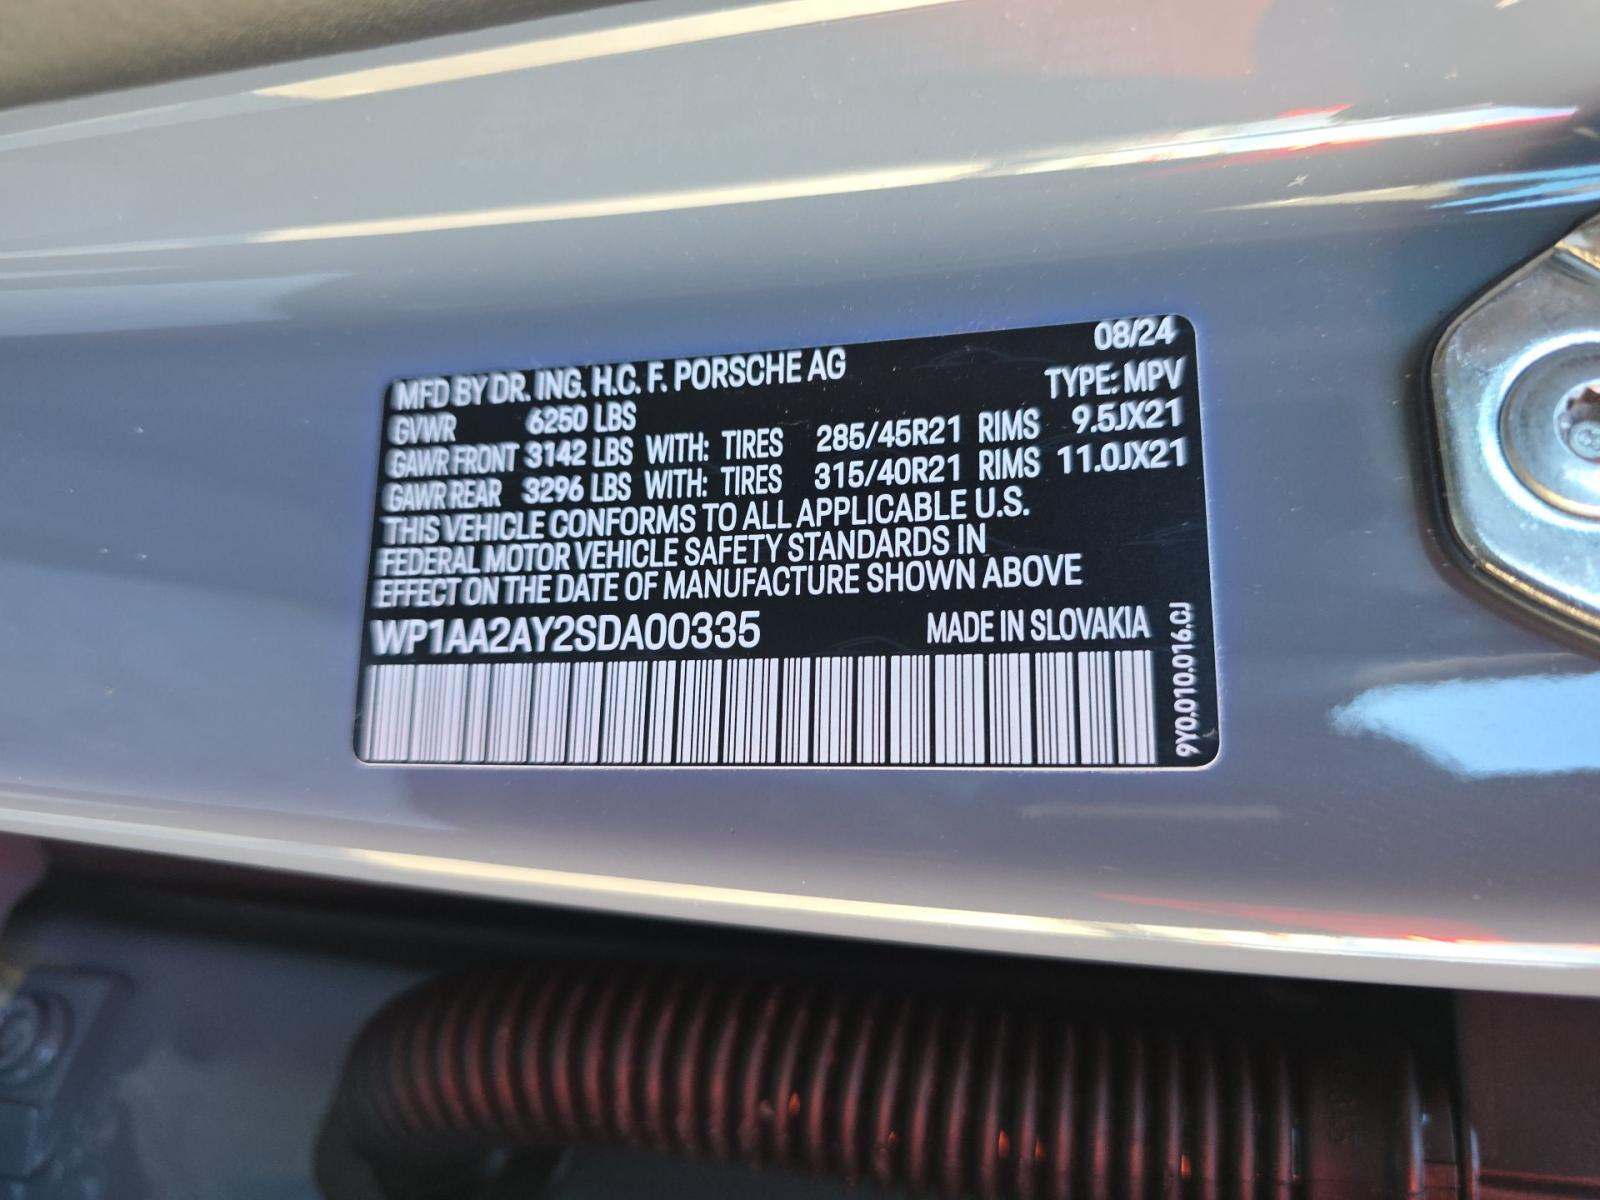 08/24
MFD BY DR. ING. H.C. F. PORSCHE AG TYPE: MPV
GVWR 6250 LBS
GAWR FRONT 3142 LBS WITH: TIRES 285/45R21 RIMS 9.5JX21
GAWR REAR 3296 LBS WITH: TIRES 315/40R21 RIMS 11.0JX21
THIS VEHICLE CONFORMS TO ALL APPLICABLE U.S.
FEDERAL MOTOR VEHICLE SAFETY STANDARDS IN
EFFECT ON THE DATE OF MANUFACTURE SHOWN ABOVE
WP1AA2AY2SDA00335 MADE IN SLOVAKIA
9Y0.010.016.CJ